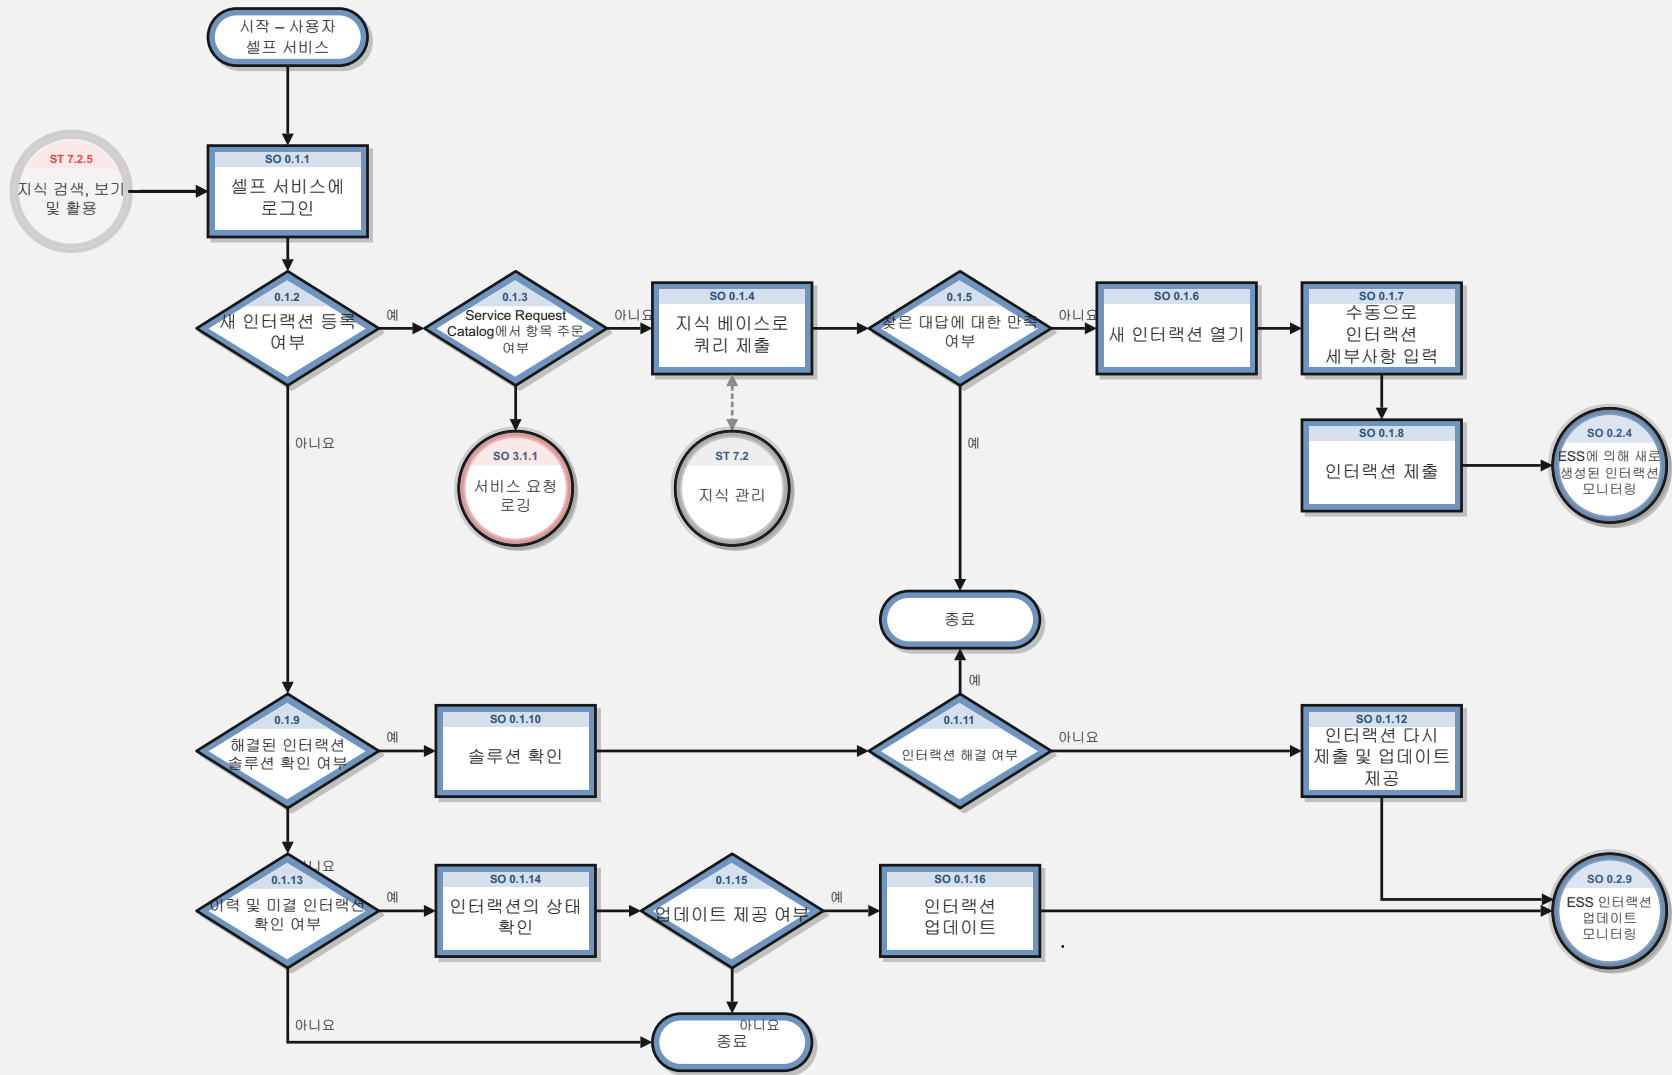 시작 – 사용자
셀프 서비스
ST 7.2.5
지식 검색, 보기
및 활용
SO 0.1.1
셀프 서비스에
로그인
0.1.2
새 인터랙션 등록
여부
예
0.1.3
Service Request
Catalog에서 항목 주문
여부
아니요
SO 0.1.4
지식 베이스로
쿼리 제출
0.1.5
찾은 대답에 대한 만족
여부
아니요
SO 0.1.6
새 인터랙션 열기
SO 0.1.7
수동으로
인터랙션
세부사항 입력
아니요
SO 3.1.1
서비스 요청
로깅
ST 7.2
지식 관리
예
SO 0.1.8
인터랙션 제출
SO 0.2.4
ESS에 의해 새로
생성된 인터랙션
모니터링
종료
예
0.1.9
해결된 인터랙션
솔루션 확인 여부
예
SO 0.1.10
솔루션 확인
0.1.11
인터랙션 해결 여부
아니요
SO 0.1.12
인터랙션 다시
제출 및 업데이트
제공
아니요
0.1.13
이력 및 미결 인터랙션
확인 여부
예
SO 0.1.14
인터랙션의 상태
확인
0.1.15
업데이트 제공 여부
예
SO 0.1.16
인터랙션
업데이트
.
SO 0.2.9
ESS 인터랙션
업데이트
모니터링
아니요
아니요
종료